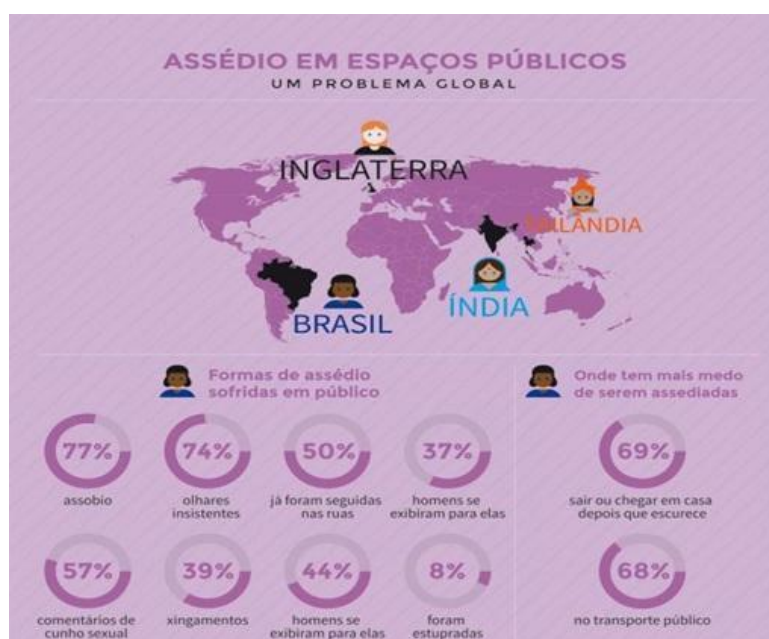 ASSÉDIO EM ESPAÇOS PÚBLICOS
UM PROBLEMA GLOBAL
INGLATERRA
TAILÂNDIA
BRASIL
ÍNDIA
Formas de assédio
sofridas em público
77%
assobio
74%
olhares
insistentes
50%
já foram seguidas
nas ruas
37%
homens se
exibiram para elas
57%
comentários de
cunho sexual
39%
xingamentos
44%
homens se
exibiram para elas
8%
foram
estupradas
Onde tem mais medo
de serem assediadas
69%
sair ou chegar em casa
depois que escurece
68%
no transporte público